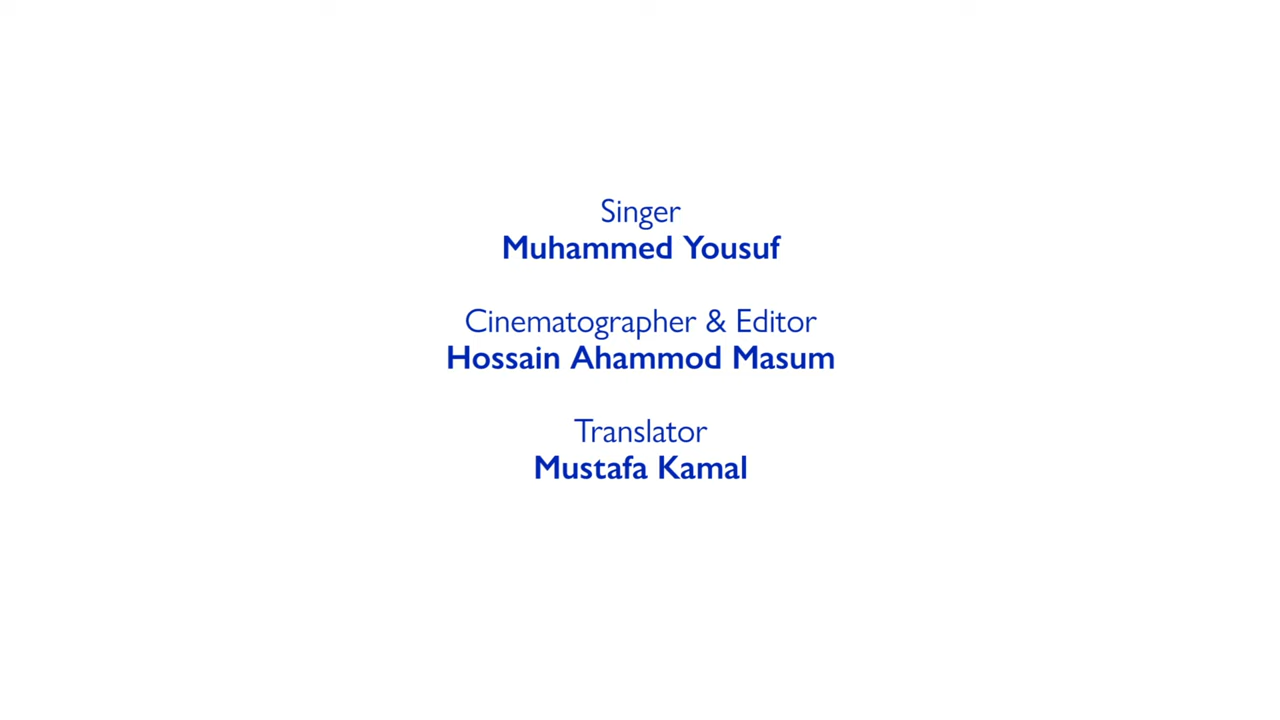 Singer
Muhammed Yousuf
Cinematographer & Editor
Hossain Ahammod Masum
Translator
Mustafa Kamal